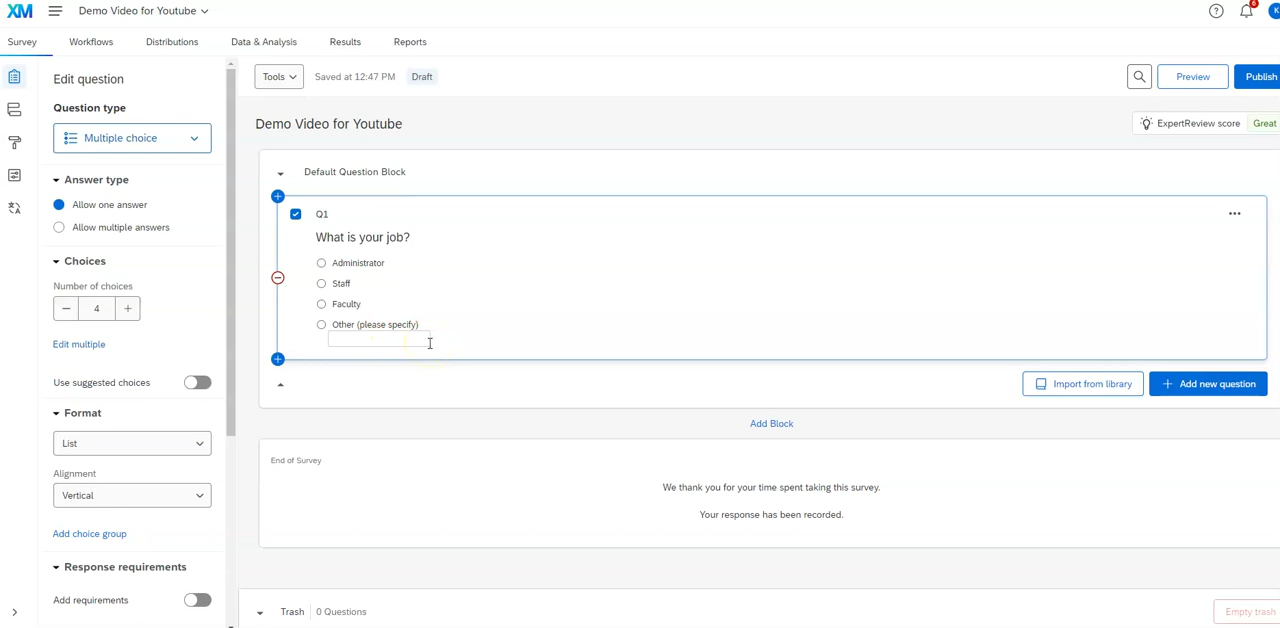 XM
Demo Video for Youtube
6
K
Survey
Workflows
Distributions
Data & Analysis
Results
Reports
Edit question
Question type
Multiple choice
Answer type
Allow one answer
Allow multiple answers
Choices
Number of choices
4
Edit multiple
Use suggested choices
Format
List
Alignment
Vertical
Add choice group
Response requirements
Add requirements
Tools
Saved at 12:47 PM
Draft
Preview
Publish
Demo Video for Youtube
ExpertReview score
Great
Default Question Block
Q1
What is your job?
Administrator
Staff
Faculty
Other (please specify)
Import from library
Add new question
Add Block
End of Survey
We thank you for your time spent taking this survey.
Your response has been recorded.
Trash
0 Questions
Empty trash